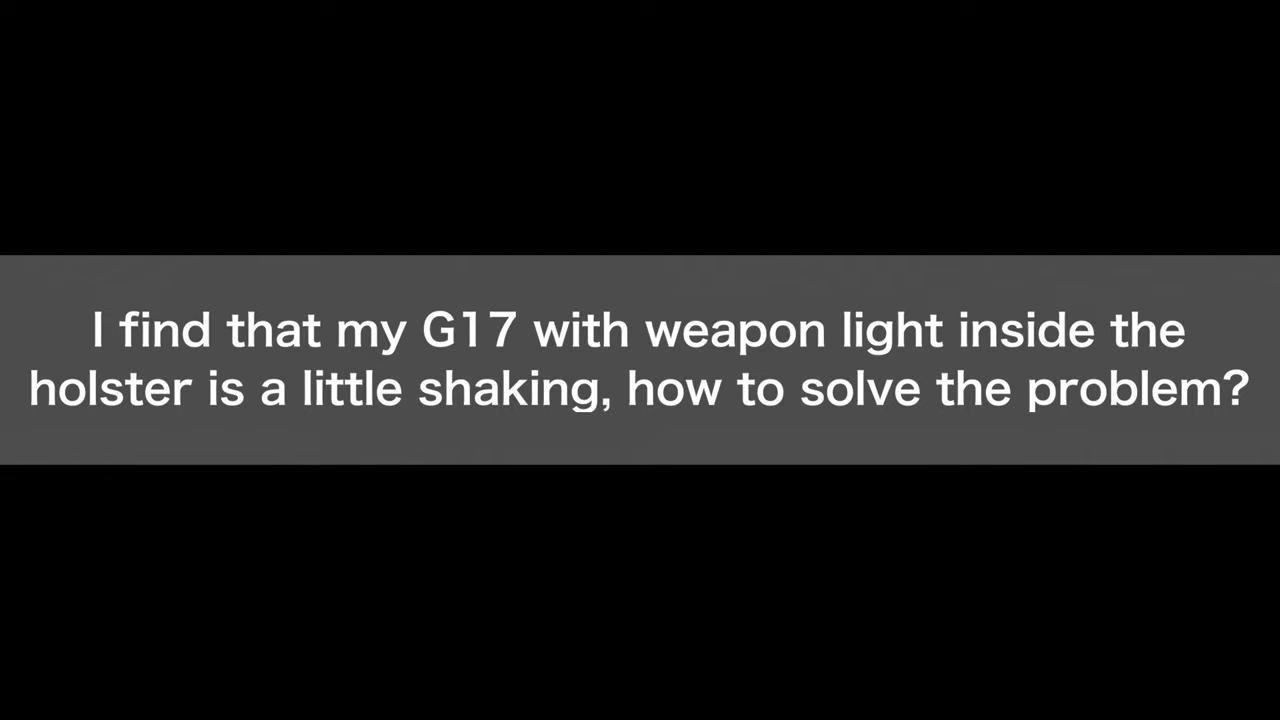 I find that my G17 with weapon light inside the
holster is a little shaking, how to solve the problem?